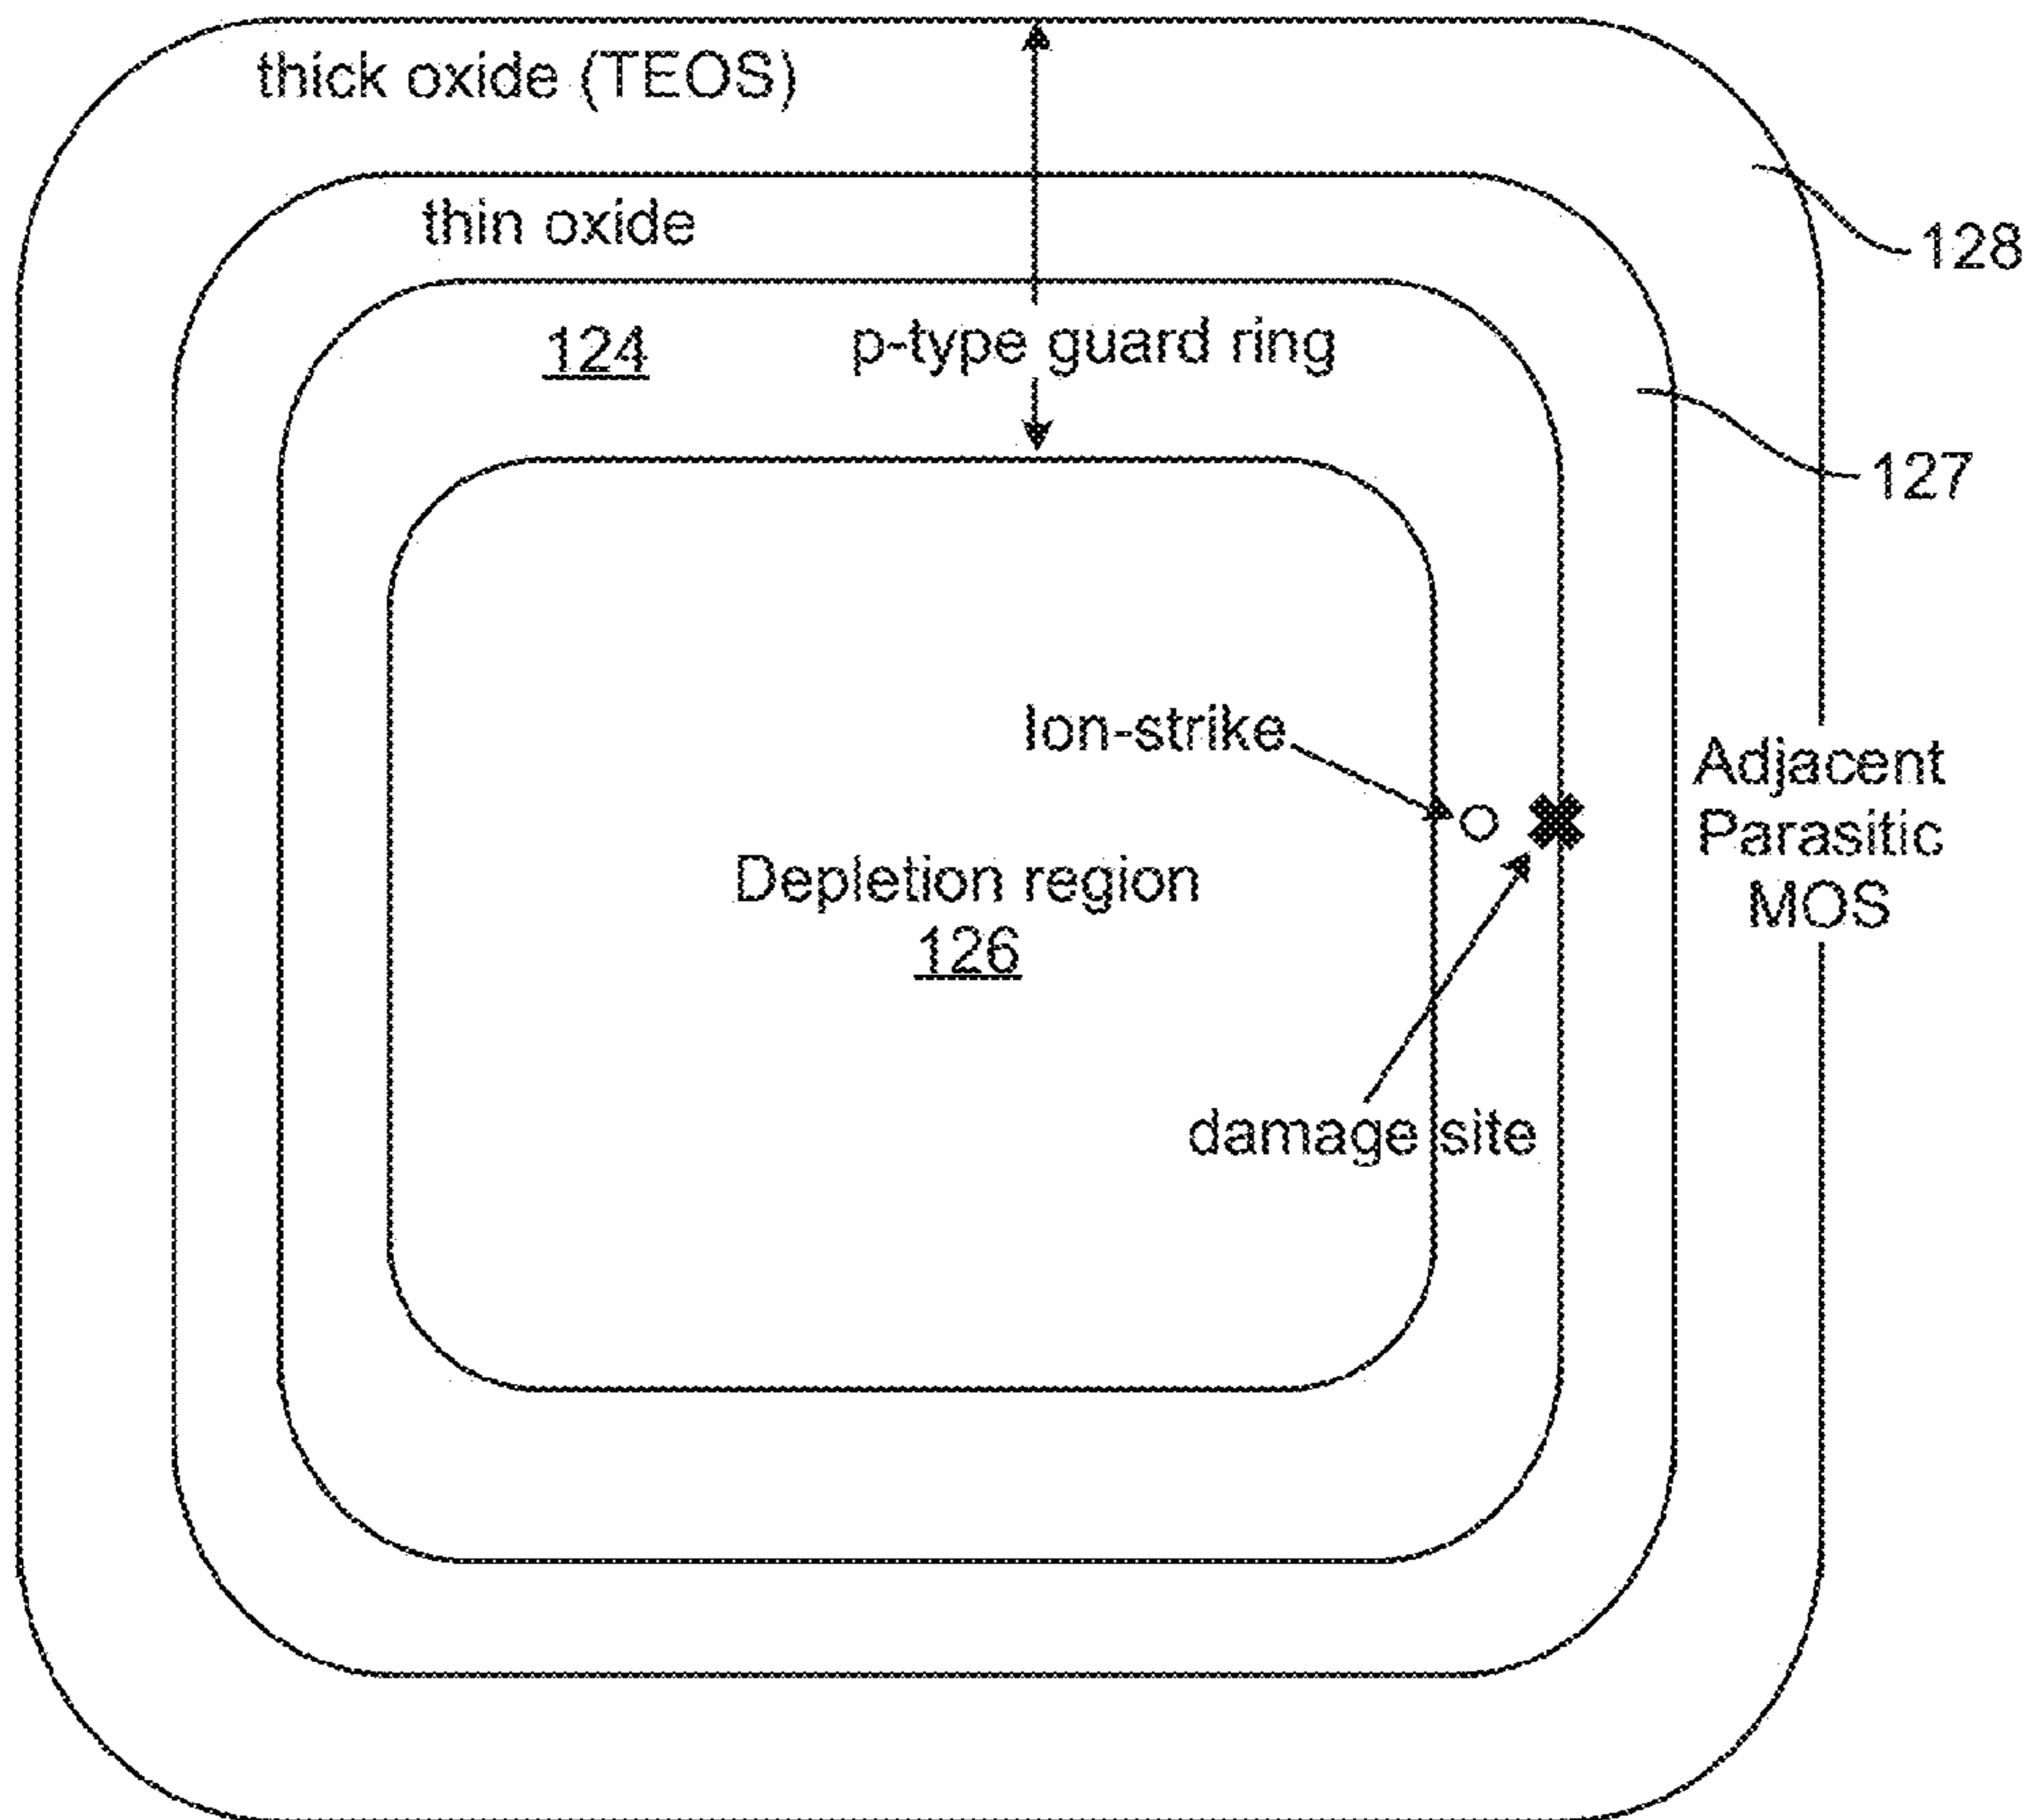 thick oxide (TEOS)
thin oxide
128
124
p-type guard ring
127
Ion-strike
Adjacent
Parasitic
MOS
Depletion region
126
damage site